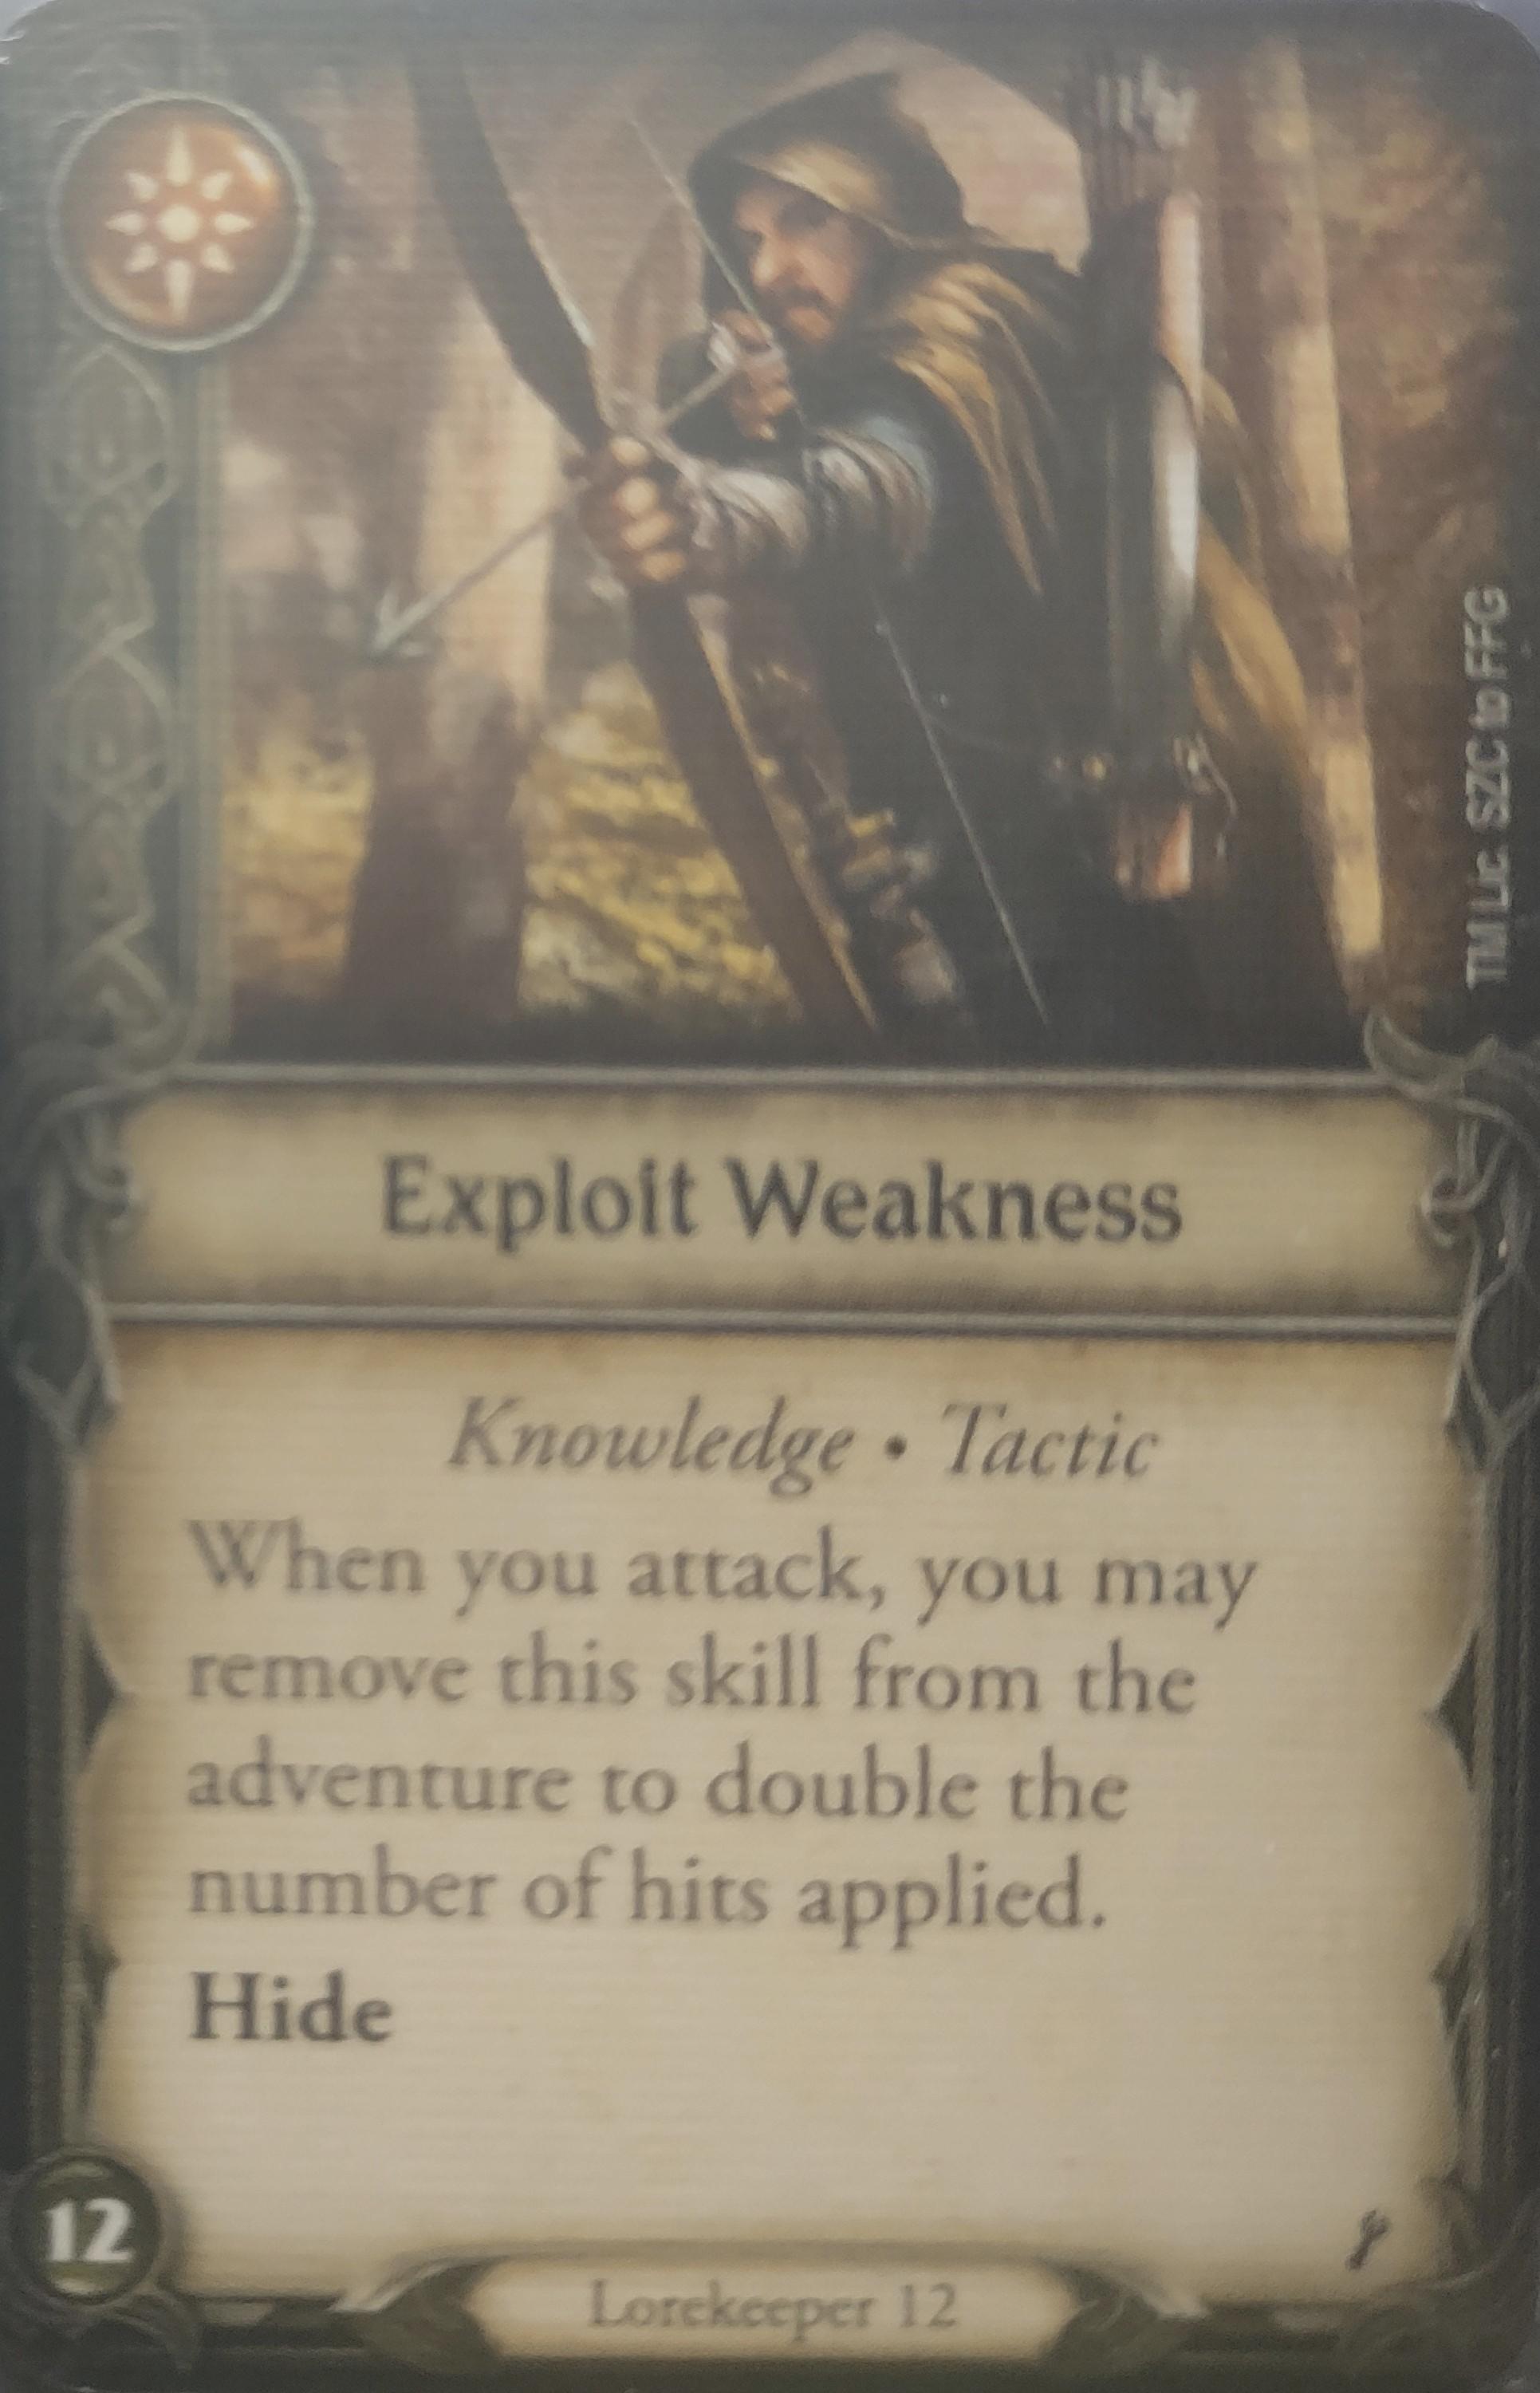 TM Lic. SZC to FFG
Exploit Weakness
Knowledge • Tactic
When you attack, you may
remove this skill from the
adventure to double the
number of hits applied.
Hide
12
Lorekeeper 12